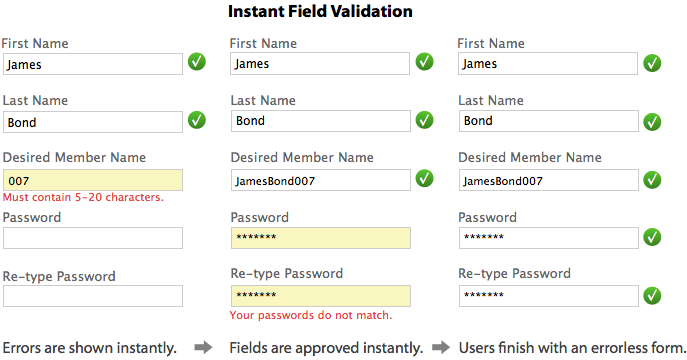 Instant Field Validation
First Name
James
Last Name
Bond
Desired Member Name
007
Must contain 5-20 characters.
Password
Re-type Password
Errors are shown instantly.
First Name
James
Last Name
Bond
Desired Member Name
JamesBond007
Password
*******
Re-type Password
*******
Your passwords do not match.
Fields are approved instantly.
First Name
James
Last Name
Bond
Desired Member Name
JamesBond007
Password
*******
Re-type Password
*******
Users finish with an errorless form.